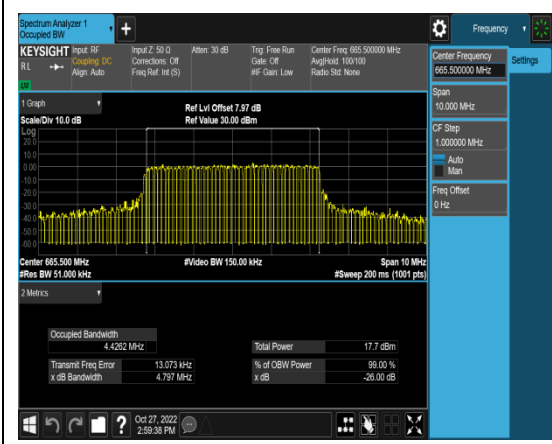 Spectrum Analyzer 1
Occupied BW
+
Frequency
KEYSIGHT
Input: RF
Input Z: 50 Ω
Atten: 30 dB
Trig: Free Run
Center Freq: 665.500000 MHz
RL
Coupling: DC
Corrections: Off
Gate: Off
Avg|Hold: 100/100
Align: Auto
Freq Ref: Int (S)
#IF Gain: Low
Radio Std: None
Center Frequency
665.500000 MHz
Settings
Span
10.000 MHz
CF Step
1.000000 MHz
Auto
Man
Freq Offset
0 Hz
1 Graph
Ref Lvl Offset 7.97 dB
Scale/Div 10.0 dB
Ref Value 30.00 dBm
Log
20.0
10.0
0.00
-10.0
-20.0
-30.0
-40.0
-50.0
-60.0
Center 665.500 MHz
#Video BW 150.00 kHz
Span 10 MHz
#Res BW 51.000 kHz
#Sweep 200 ms (1001 pts)
2 Metrics
Occupied Bandwidth
4.4262 MHz
Total Power
17.7 dBm
Transmit Freq Error
13.073 kHz
% of OBW Power
99.00 %
x dB Bandwidth
4.797 MHz
x dB
-26.00 dB
?
Oct 27, 2022
2:59:38 PM